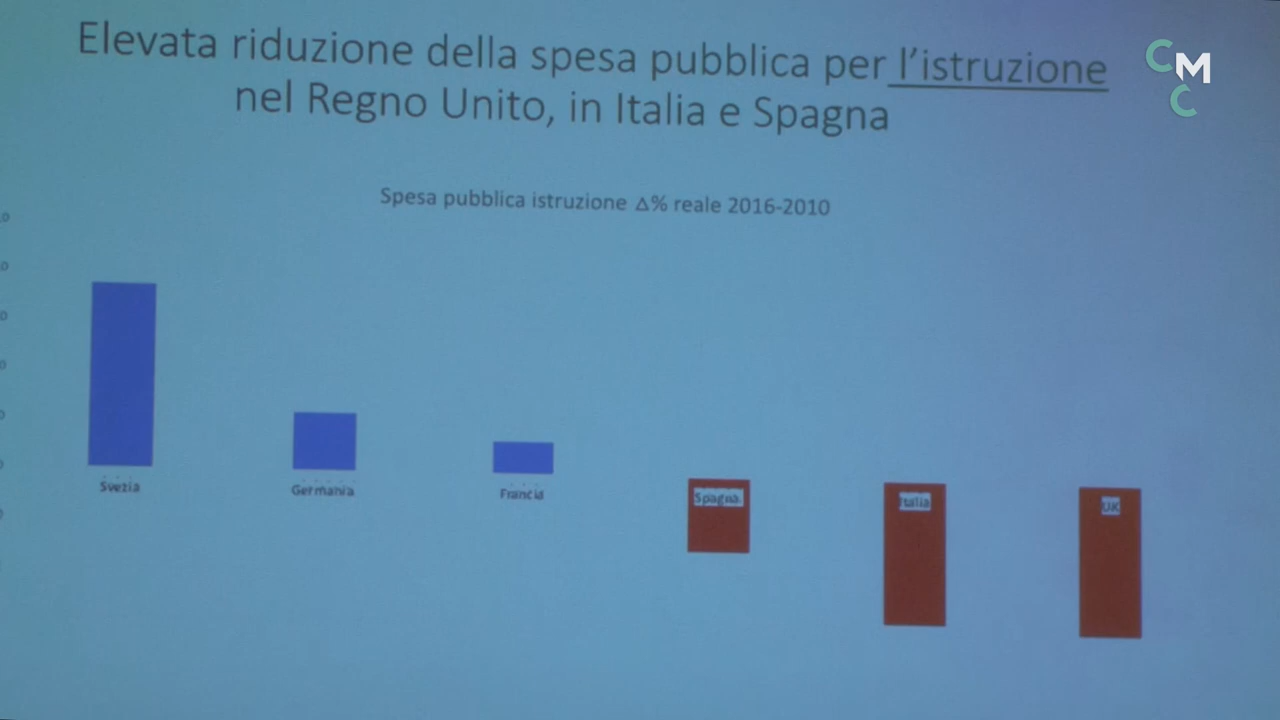 Elevata riduzione della spesa pubblica per l'istruzione
nel Regno Unito, in Italia e Spagna
CMC
Spesa pubblica istruzione Δ% reale 2016-2010
Svezia
Germania
Francia
Spagna
Italia
UK